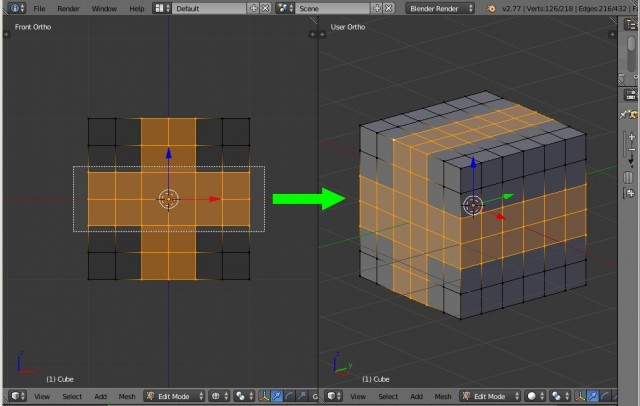 File Render Window Help Default Scene Blender Render v2.77 | Verts:126/218 | Edges:216/432 | F
Front Ortho
User Ortho
z
z
y
(1) Cube
(1) Cube
View Select Add Mesh Edit Mode G
View Select Add Mesh Edit Mode